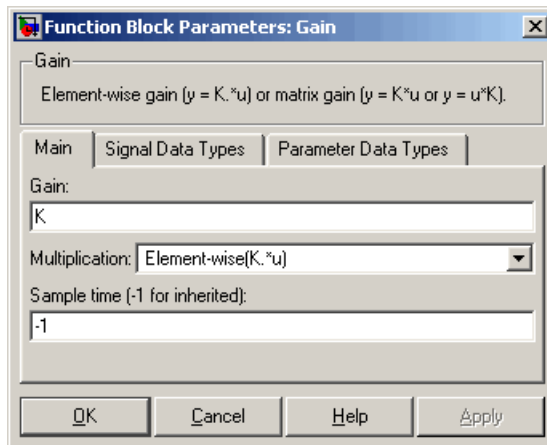 Function Block Parameters: Gain
Gain
Element-wise gain (y = K.*u) or matrix gain (y = K*u or y = u*K).
Main Signal Data Types Parameter Data Types
Gain:
K
Multiplication: Element-wise(K.*u)
Sample time (-1 for inherited):
-1
OK Cancel Help Apply